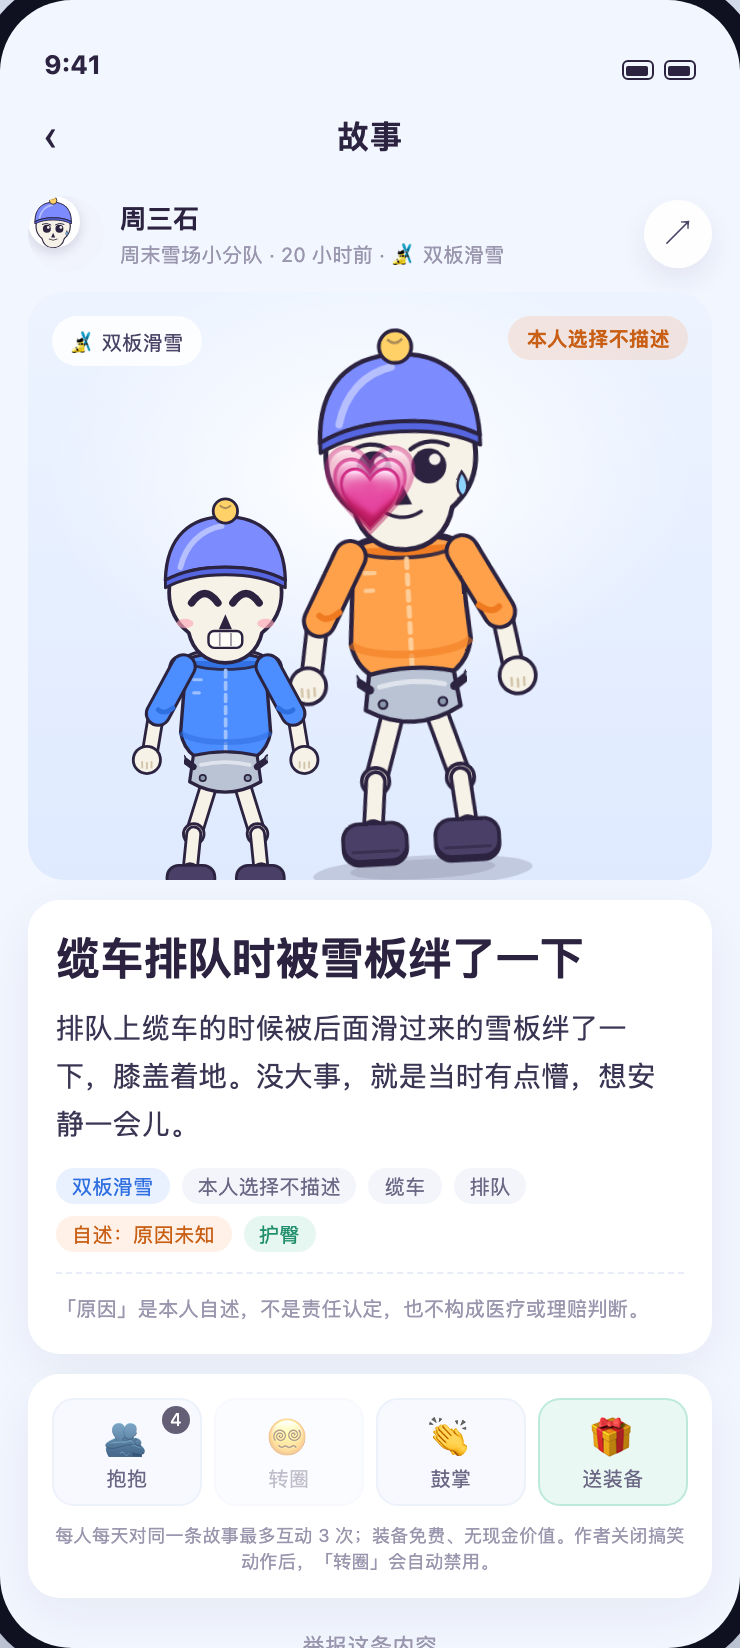 9:41
故事
周三石
周末雪场小分队 · 20 小时前 · 双板滑雪
双板滑雪
本人选择不描述
缆车排队时被雪板绊了一下
排队上缆车的时候被后面滑过来的雪板绊了一
下，膝盖着地。没大事，就是当时有点懵，想安
静一会儿。
双板滑雪 本人选择不描述 缆车 排队
自述：原因未知 护臀
「原因」是本人自述，不是责任认定，也不构成医疗或理赔判断。
4
抱抱 转圈 鼓掌 送装备
每人每天对同一条故事最多互动 3 次；装备免费、无现金价值。作者关闭搞笑
动作后，「转圈」会自动禁用。
举报这条内容